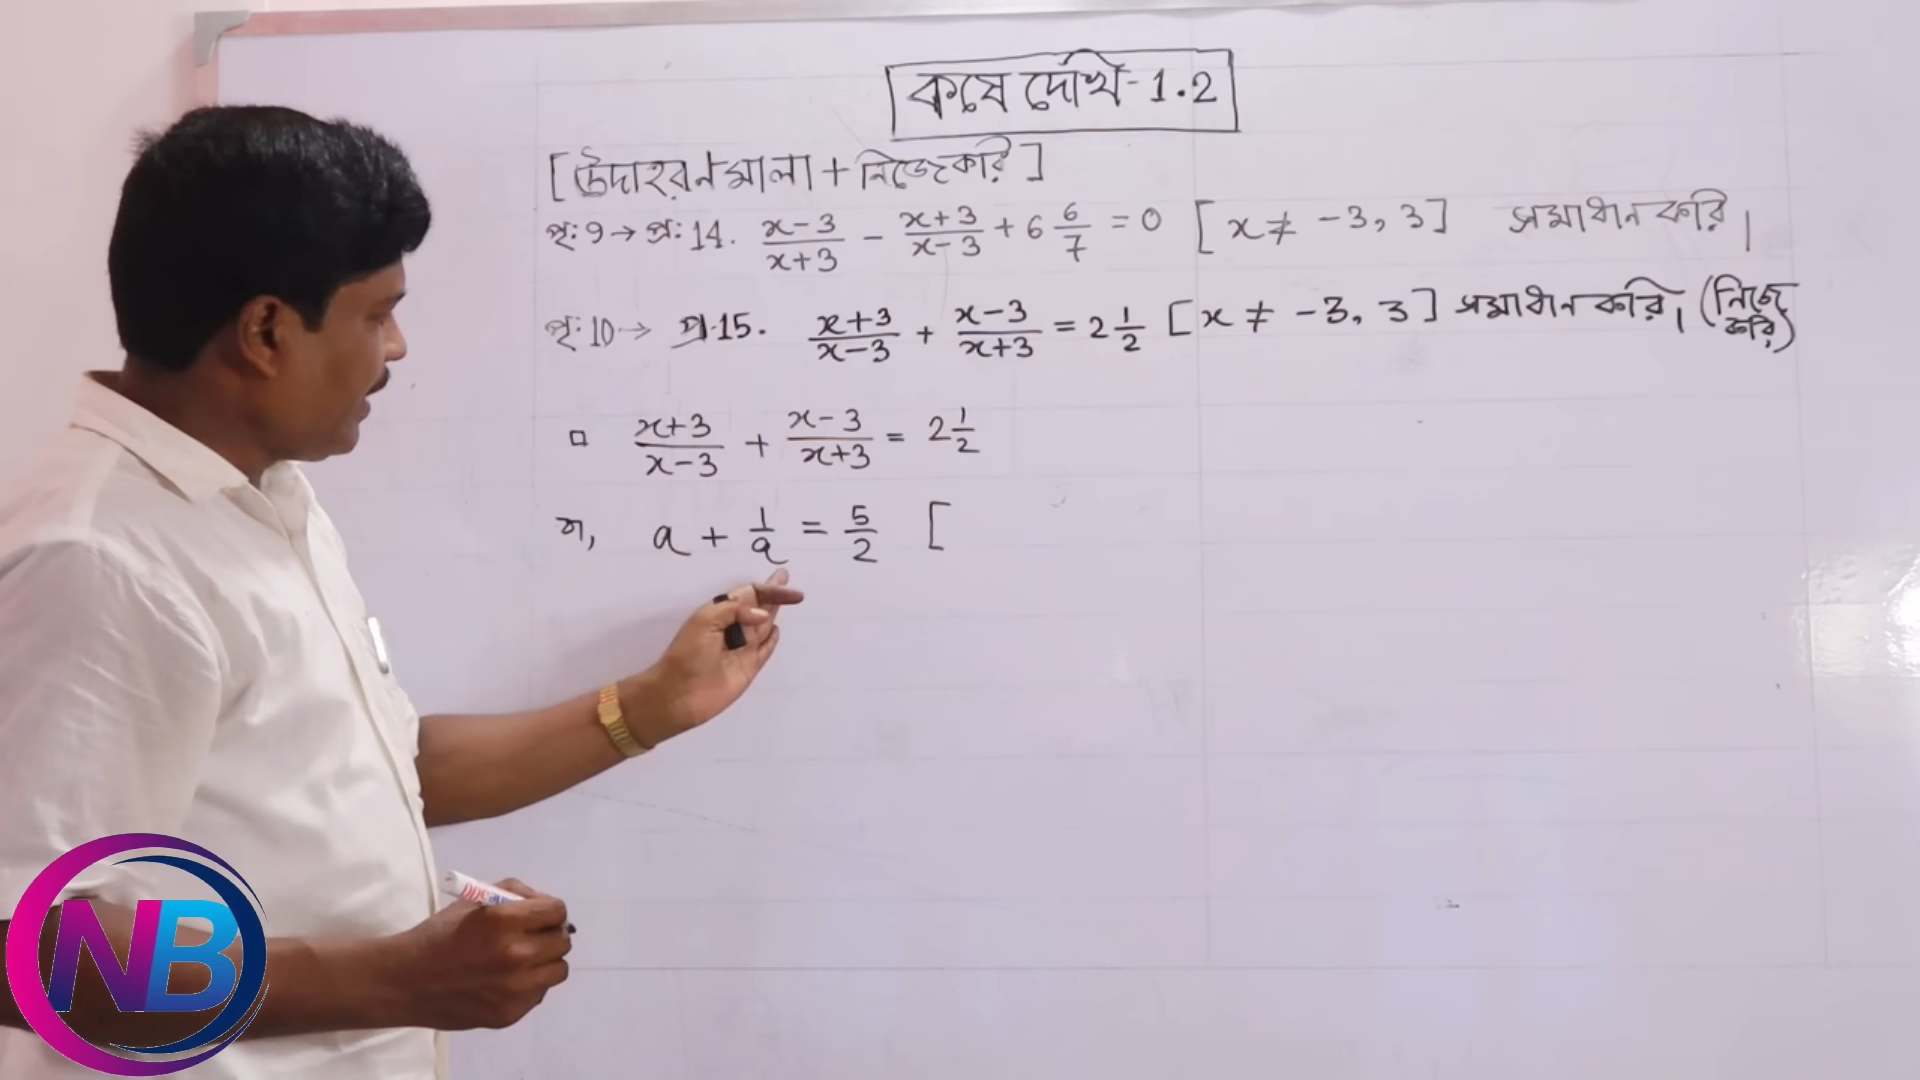 কষে দেখি - 1.2
[উদাহরনমালা + নিজেকরি]
পৃ: 9 → প্র: 14. (x-3)/(x+3) - (x+3)/(x-3) + 6 6/7 = 0 [x ≠ -3, 3] সমাধান করি।
পৃ: 10 → প্র.15. (x+3)/(x-3) + (x-3)/(x+3) = 2 1/2 [x ≠ -3, 3] সমাধান করি। (নিজে করি)
□ (x+3)/(x-3) + (x-3)/(x+3) = 2 1/2
বা, a + 1/a = 5/2 [
NB